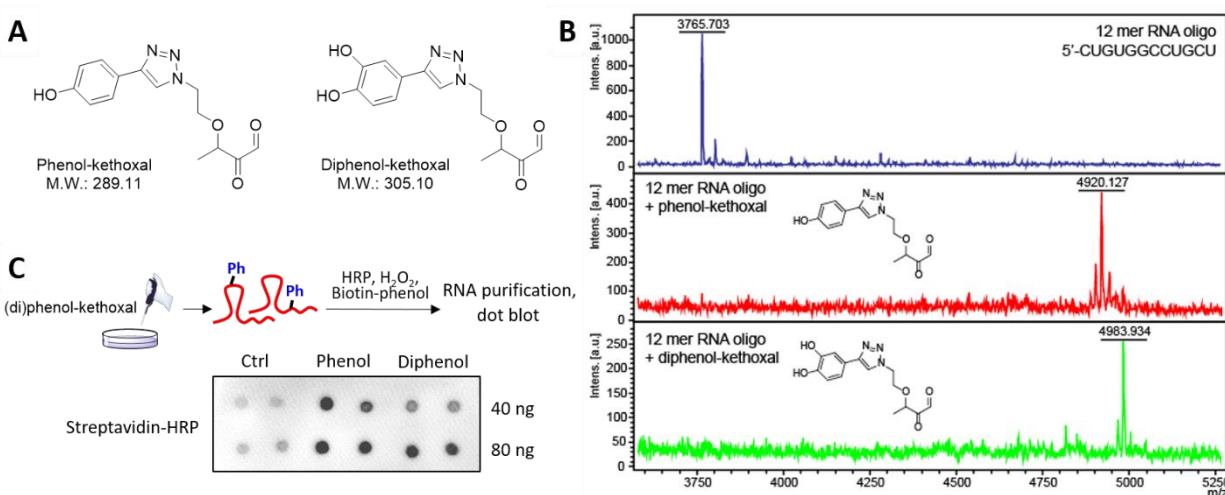 A
HO
N
N
N
O
O
O
Phenol-kethoxal
M.W.: 289.11
HO
HO
N
N
N
O
O
O
Diphenol-kethoxal
M.W.: 305.10
B
3765.703
12 mer RNA oligo
5'-CUGUGGCCUGCU
Intens. [a.u.]
1000
800
600
400
200
0
4920.127
12 mer RNA oligo
+ phenol-kethoxal
HO
N
N
N
O
O
O
Intens. [a.u.]
400
300
200
100
0
4983.934
12 mer RNA oligo
+ diphenol-kethoxal
HO
HO
N
N
N
O
O
O
Intens. [a.u.]
250
200
150
100
50
0
3750
4000
4250
4500
4750
5000
5250
m/z
C
(di)phenol-kethoxal
Ph
Ph
HRP, H2O2,
Biotin-phenol
RNA purification,
dot blot
Ctrl
Phenol
Diphenol
Streptavidin-HRP
40 ng
80 ng